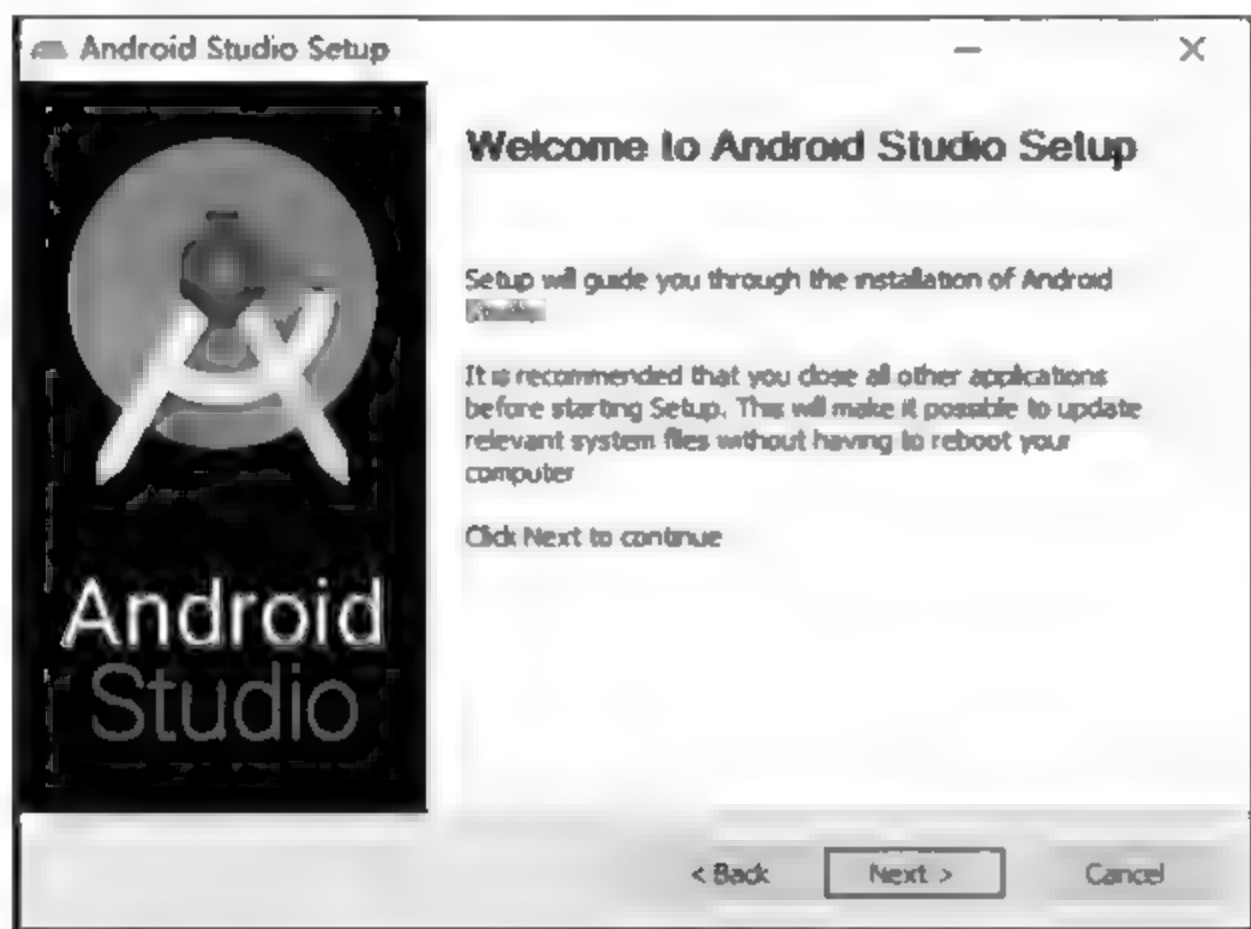 Android Studio Setup
Welcome to Android Studio Setup
Setup will guide you through the installation of Android
It is recommended that you close all other applications
before starting Setup. This will make it possible to update
relevant system files without having to reboot your
computer
Click Next to continue
Android
Studio
< Back
Next >
Cancel